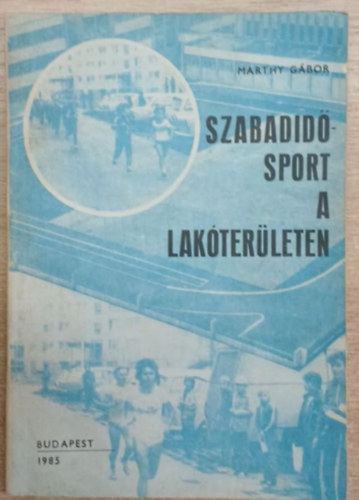 MARTHY GÁBOR
SZABADIDŐ-
SPORT
A
LAKÓTERÜLETEN
BUDAPEST
1985